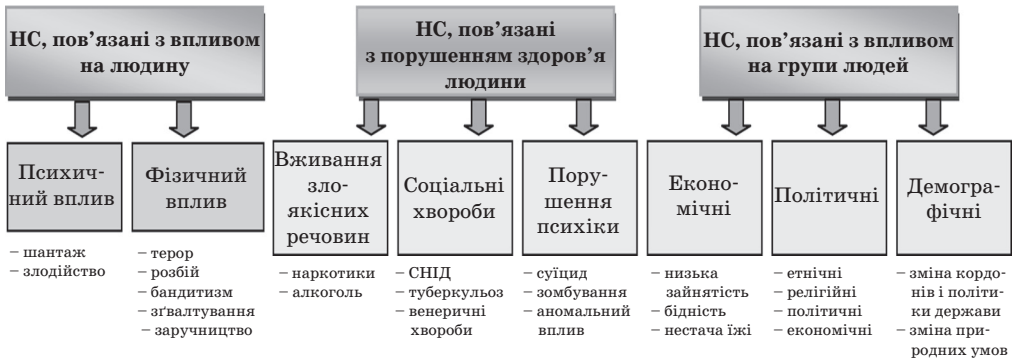 НС, пов’язані з впливом
на людину
НС, пов’язані
з порушенням здоров’я
людини
НС, пов’язані з впливом
на групи людей
Психич-
ний вплив
Фізичний
вплив
Вживання
зло-
якісних
речовин
Соціальні
хвороби
Пору-
шення
психіки
Еконо-
мічні
Політичні
Демогра-
фічні
– шантаж
– злодійство
– терор
– розбій
– бандитизм
– зґвалтування
– заручництво
– наркотики
– алкоголь
– СНІД
– туберкульоз
– венеричні
хвороби
– суїцид
– зомбування
– аномальний
вплив
– низька
зайнятість
– бідність
– нестача їжі
– етнічні
– релігійні
– політичні
– економічні
– зміна кордо-
нів і політи-
ки держави
– зміна при-
родних умов